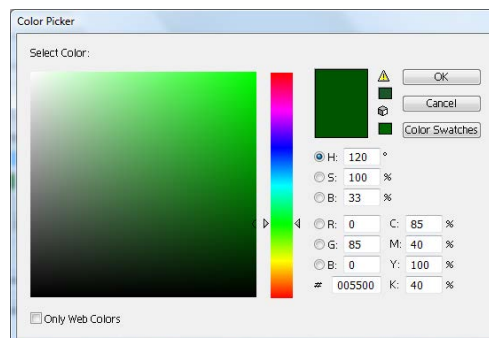 Color Picker
Select Color:
OK
Cancel
Color Swatches
H: 120 °
S: 100 %
B: 33 %
R: 0 C: 85 %
G: 85 M: 40 %
B: 0 Y: 100 %
# 005500 K: 40 %
Only Web Colors